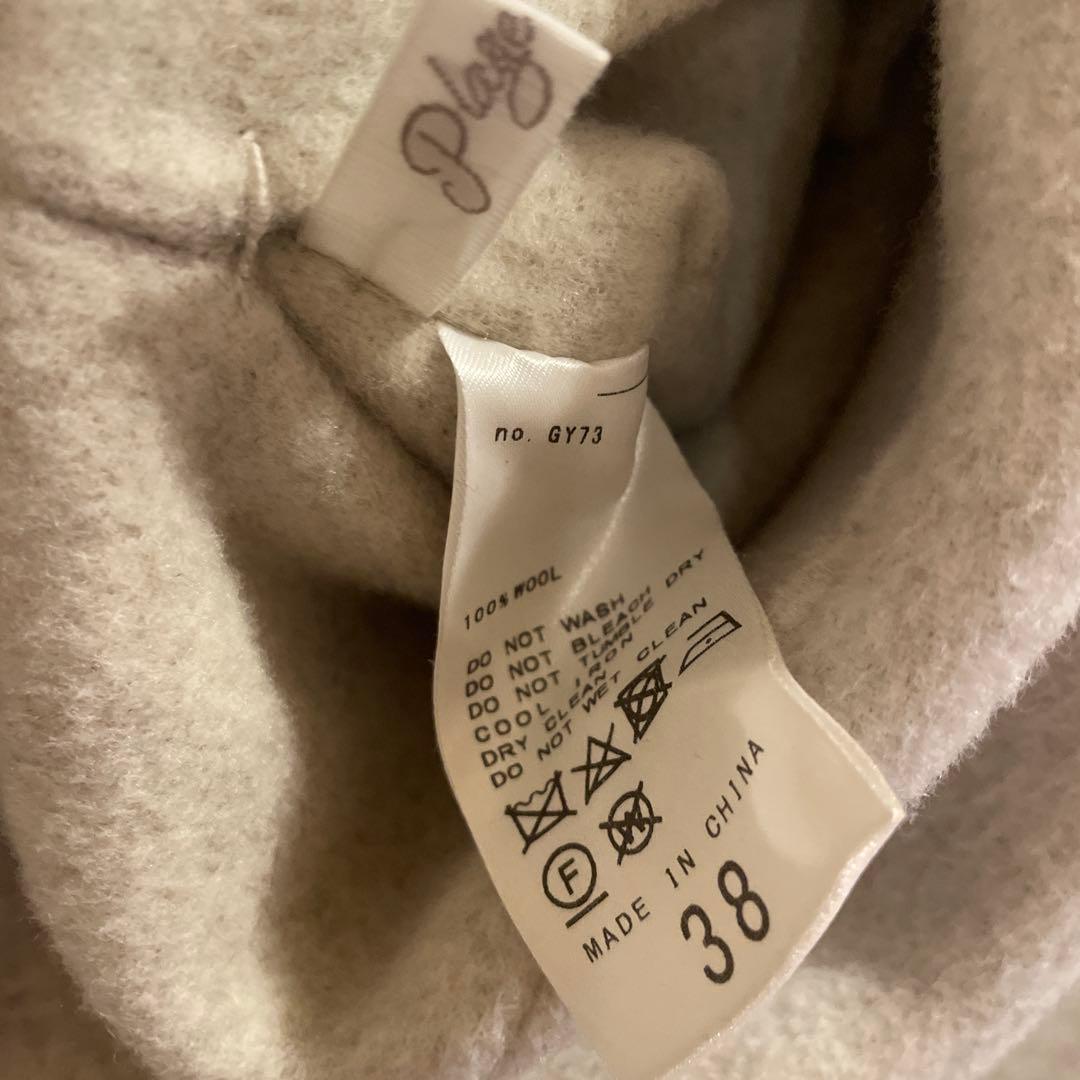 Plage
no. GY73
100% WOOL
DO NOT WASH
DO NOT BLEACH
DO NOT TUMBLE DRY
COOL IRON
DRY CLEAN
DO NOT WET CLEAN
F
W
MADE IN CHINA
38